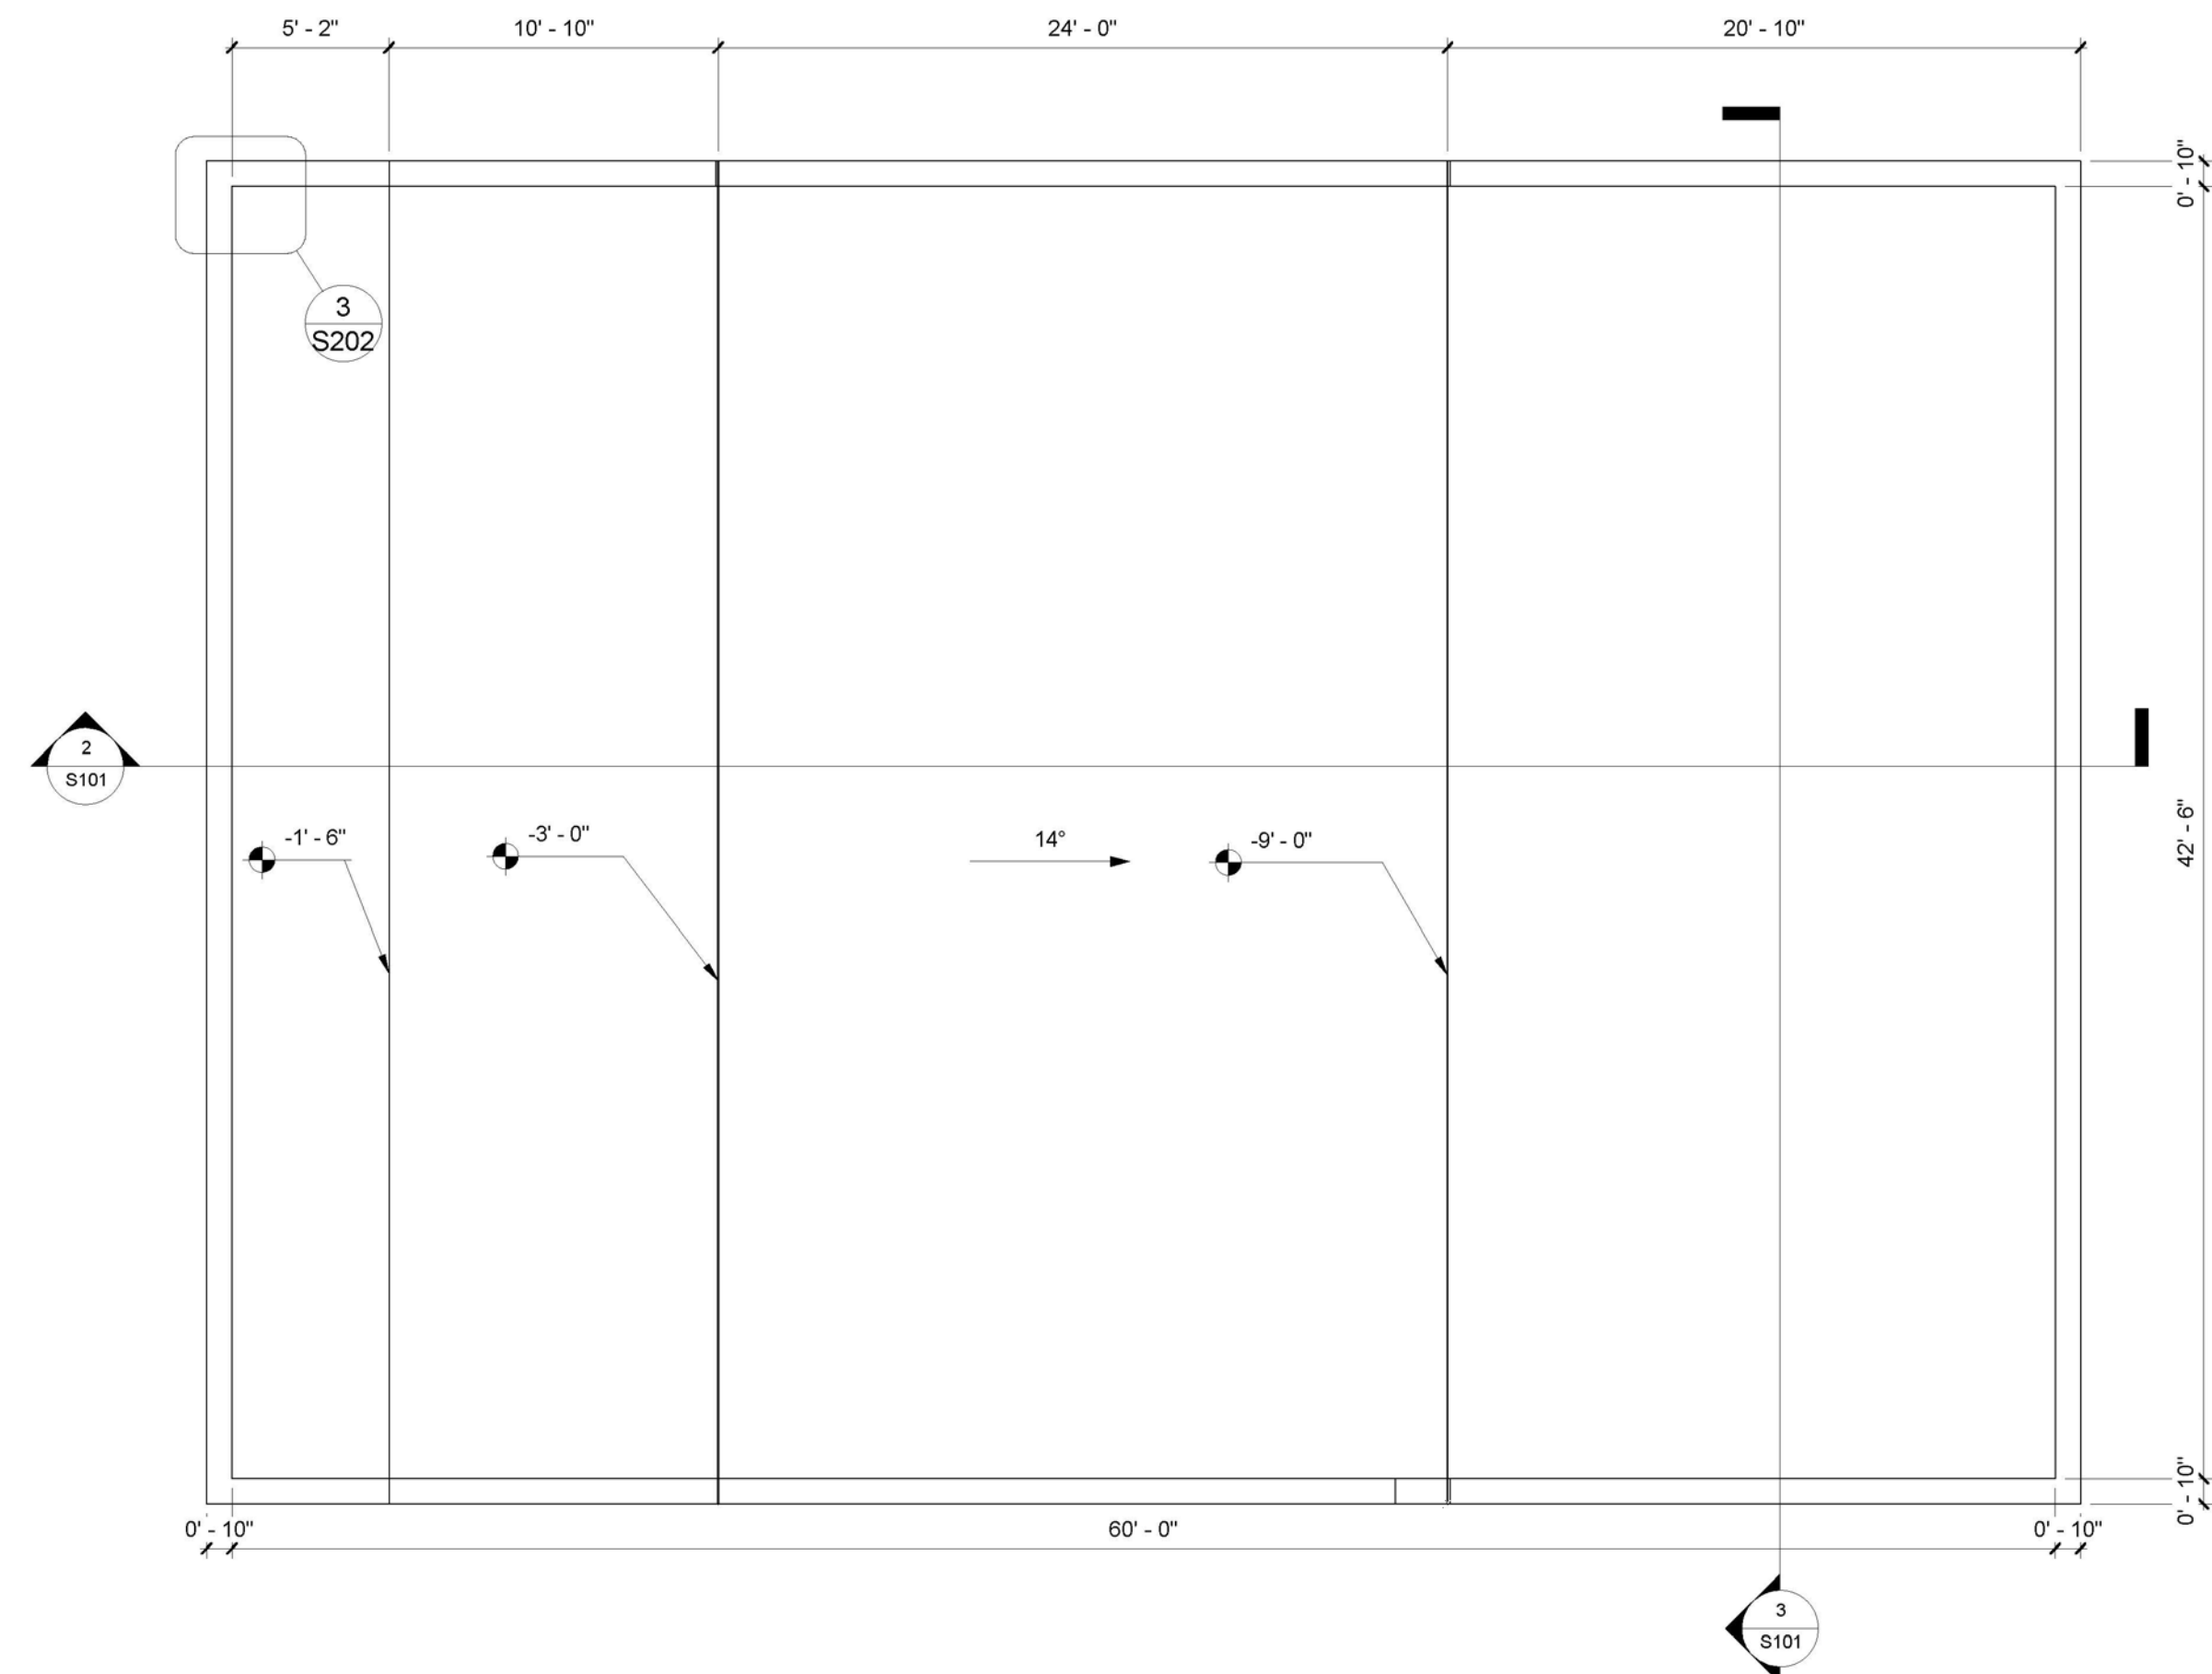 5' - 2"
10' - 10"
24' - 0"
20' - 10"
0' - 10"
3
S202
2
S101
-1' - 6"
-3' - 0"
14°
-9' - 0"
42' - 6"
0' - 10"
0' - 10"
60' - 0"
0' - 10"
3
S101